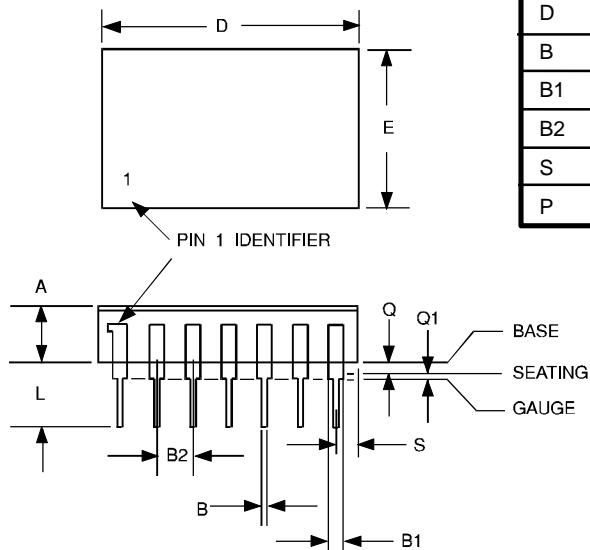 D
E
1
PIN 1 IDENTIFIER
A
L
Q
Q1
BASE
SEATING
GAUGE
S
B2
B
B1
D
B
B1
B2
S
P